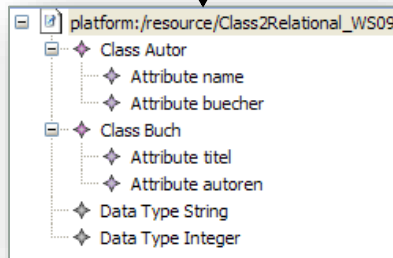 platform:/resource/Class2Relational_WS09
Class Autor
Attribute name
Attribute buecher
Class Buch
Attribute titel
Attribute autoren
Data Type String
Data Type Integer